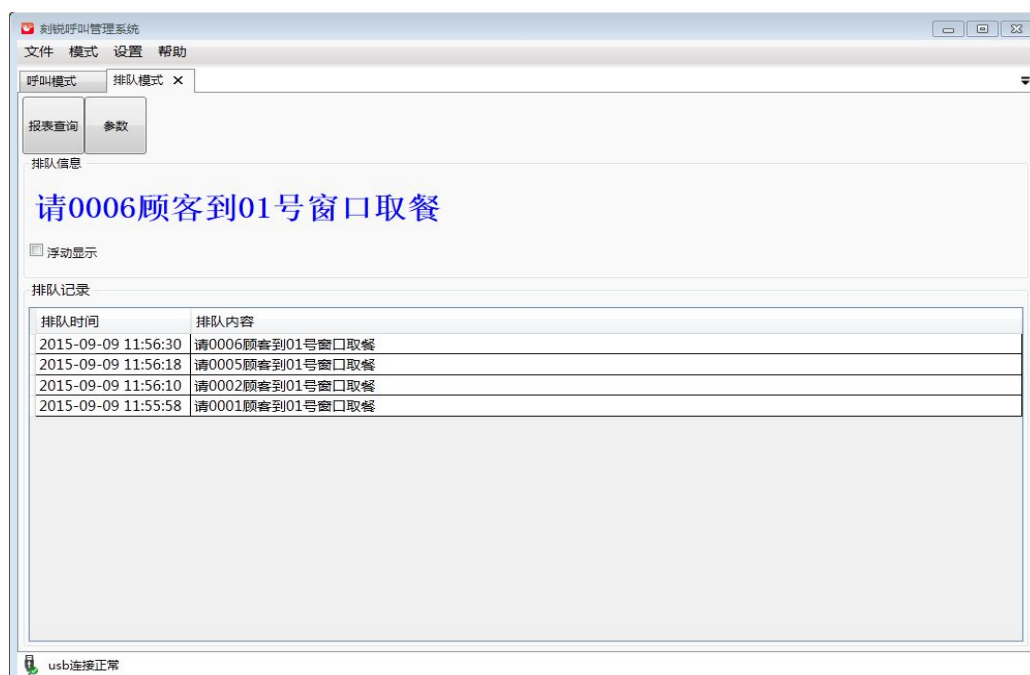 刻锐呼叫管理系统
文件 模式 设置 帮助
呼叫模式 排队模式
报表查询 参数
排队信息
请0006顾客到01号窗口取餐
浮动显示
排队记录
排队时间 排队内容
2015-09-09 11:56:30 请0006顾客到01号窗口取餐
2015-09-09 11:56:18 请0005顾客到01号窗口取餐
2015-09-09 11:56:10 请0002顾客到01号窗口取餐
2015-09-09 11:55:58 请0001顾客到01号窗口取餐
usb连接正常